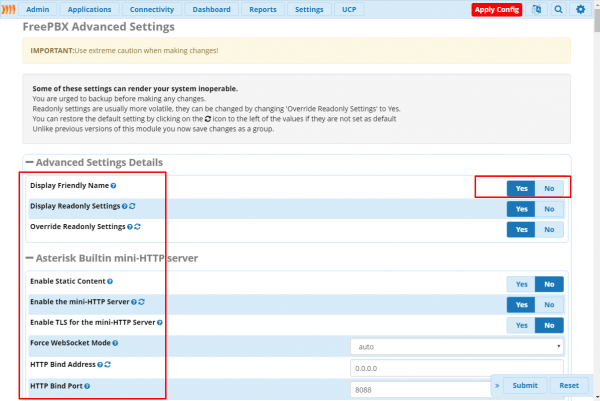 Admin Applications Connectivity Dashboard Reports Settings UCP Apply Config
FreePBX Advanced Settings
IMPORTANT:Use extreme caution when making changes!
Some of these settings can render your system inoperable.
You are urged to backup before making any changes.
Readonly settings are usually more volatile, they can be changed by changing 'Override Readonly Settings' to Yes.
You can restore the default setting by clicking on the icon to the left of the values if they are not set as default
Unlike previous versions of this module you now save changes as a group.
Advanced Settings Details
Display Friendly Name Yes No
Display Readonly Settings Yes No
Override Readonly Settings Yes No
Asterisk Builtin mini-HTTP server
Enable Static Content Yes No
Enable the mini-HTTP Server Yes No
Enable TLS for the mini-HTTP Server Yes No
Force WebSocket Mode auto
HTTP Bind Address 0.0.0.0
HTTP Bind Port 8088 » Submit Reset